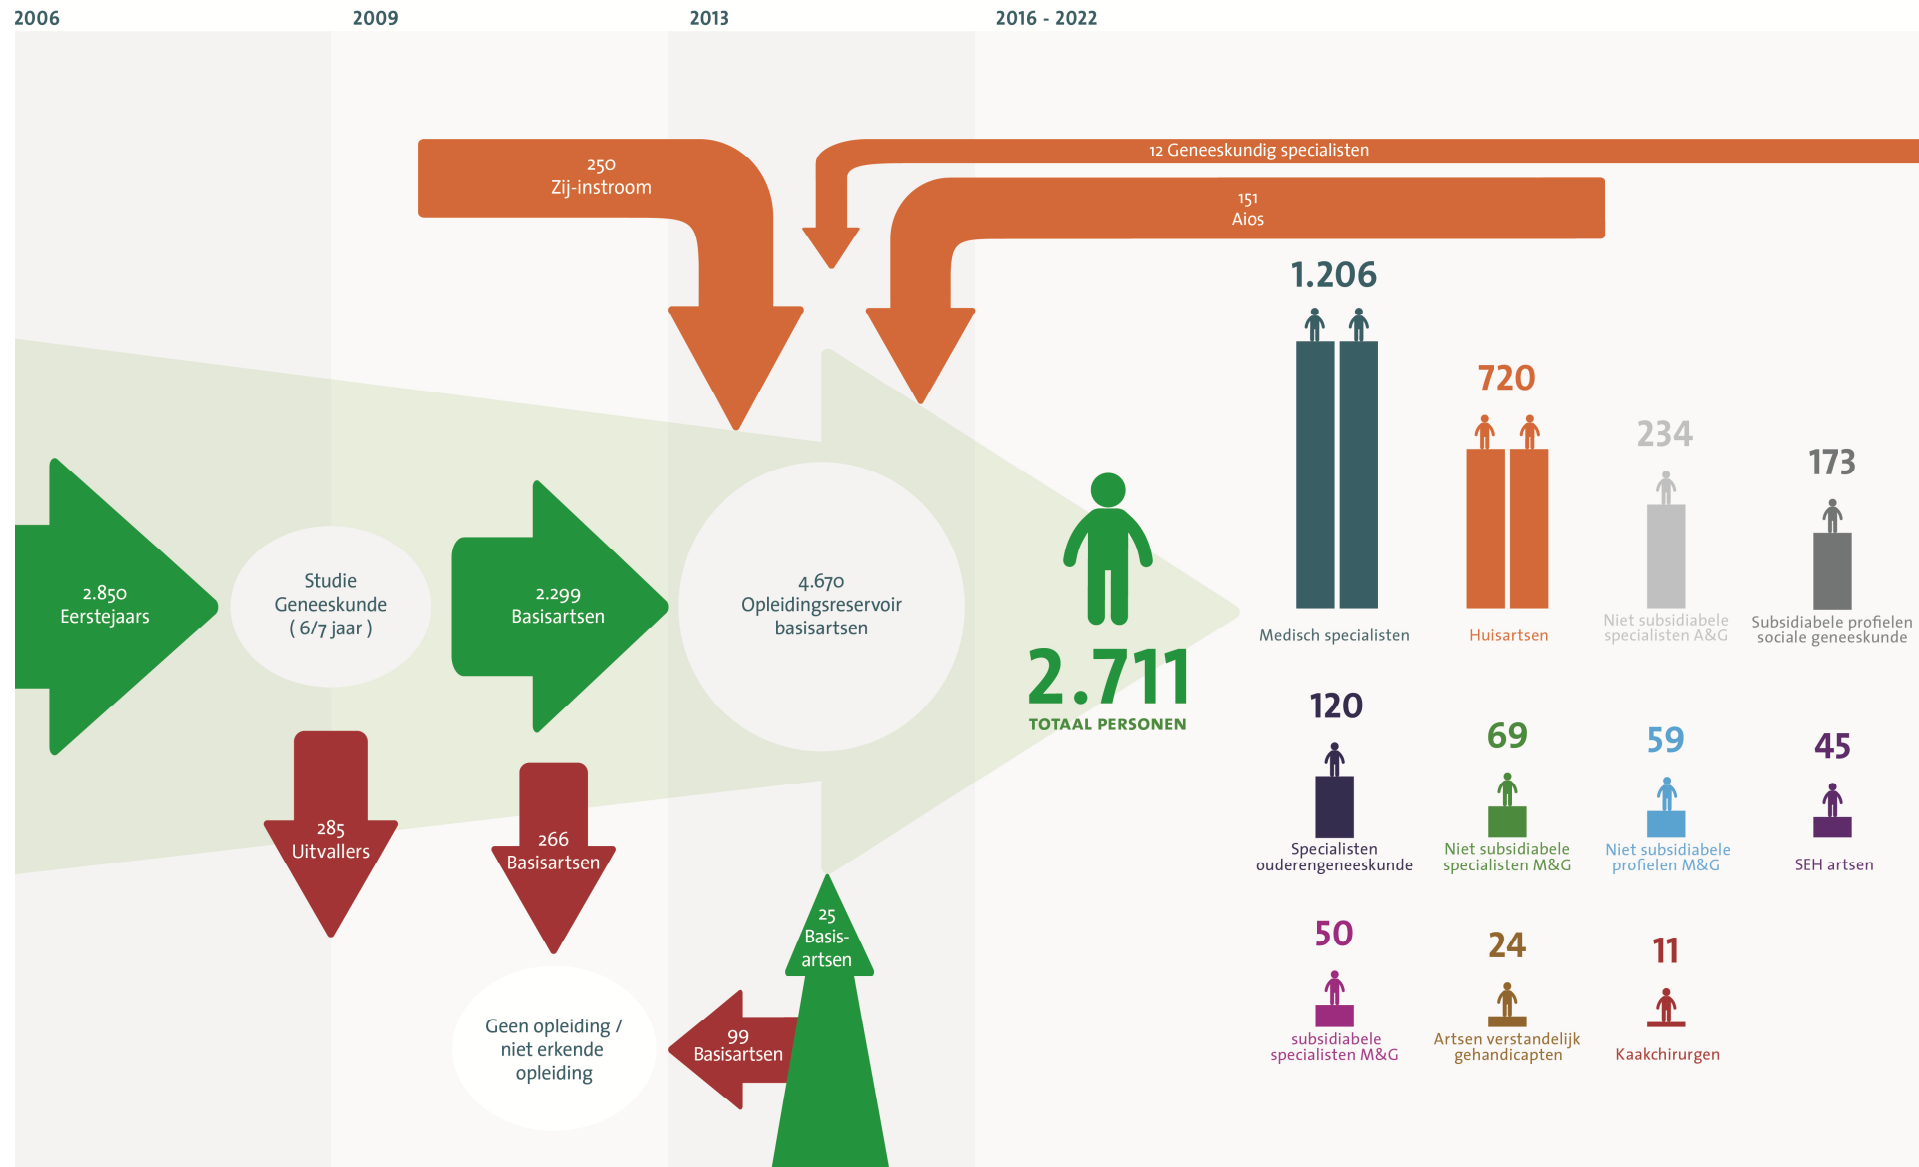 2006
2009
2013
2016 - 2022
250
Zij-instroom
12 Geneeskundig specialisten
151
Aios
2.850
Eerstejaars
Studie
Geneeskunde
( 6/7 jaar )
2.299
Basisartsen
4.670
Opleidingsreservoir
basisartsen
2.711
TOTAAL PERSONEN
285
Uitvallers
266
Basisartsen
Geen opleiding /
niet erkende
opleiding
99
Basisartsen
25
Basis-
artsen
1.206
Medisch specialisten
720
Huisartsen
234
Niet subsidiabele
specialisten A&G
173
Subsidiabele profielen
sociale geneeskunde
120
Specialisten
ouderengeneeskunde
69
Niet subsidiabele
specialisten M&G
59
Niet subsidiabele
profielen M&G
45
SEH artsen
50
subsidiabele
specialisten M&G
24
Artsen verstandelijk
gehandicapten
11
Kaakchirurgen